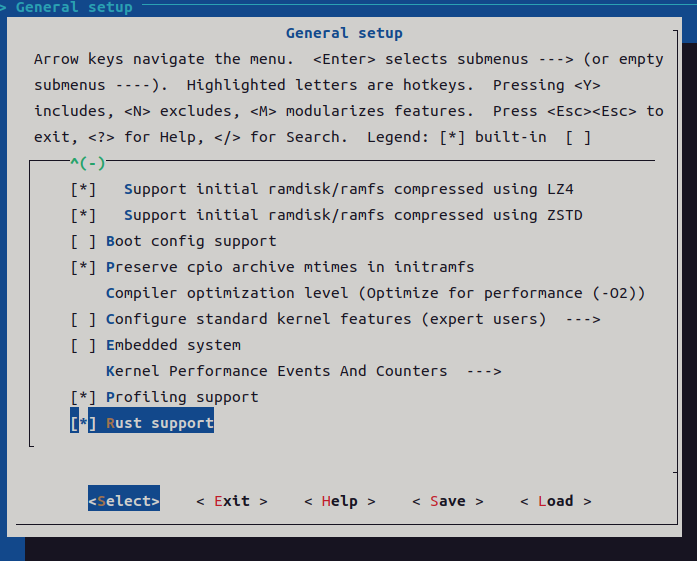 > General setup
General setup
Arrow keys navigate the menu.  <Enter> selects submenus ---> (or empty
submenus ----).  Highlighted letters are hotkeys.  Pressing <Y>
includes, <N> excludes, <M> modularizes features.  Press <Esc><Esc> to
exit, <?> for Help, </> for Search.  Legend: [*] built-in  [ ]
^(-)
[*]   Support initial ramdisk/ramfs compressed using LZ4
[*]   Support initial ramdisk/ramfs compressed using ZSTD
[ ] Boot config support
[*] Preserve cpio archive mtimes in initramfs
Compiler optimization level (Optimize for performance (-O2))
[ ] Configure standard kernel features (expert users)  --->
[ ] Embedded system
Kernel Performance Events And Counters  --->
[*] Profiling support
[*] Rust support
<Select>    < Exit >    < Help >    < Save >    < Load >